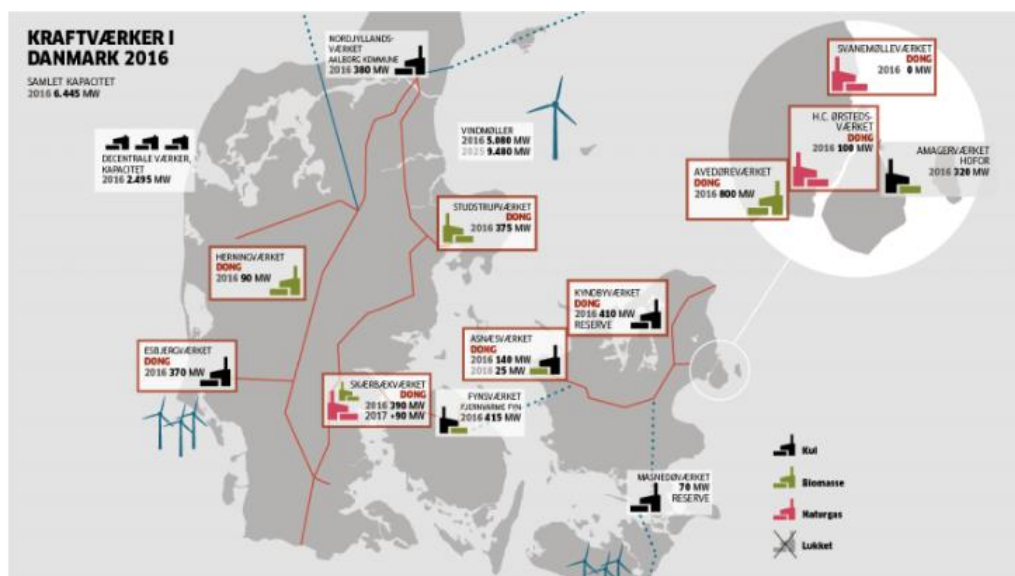 KRAFTVÆRKER I
DANMARK 2016
SAMLET KAPACITET
2016 6.445 MW
NORDJYLLANDS-
VÆRKET
AALBORG KOMMUNE
2016 380 MW
DECENTRALE VÆRKER,
KAPACITET
2016 2.495 MW
VINDMØLLER
2016 5.080 MW
2025 9.480 MW
SVANEMØLLEVÆRKET
DONG
2016 0 MW
H.C. ØRSTEDS-
VÆRKET
DONG
2016 100 MW
AMAGERVÆRKET
HOFOR
2016 320 MW
AVEDØREVÆRKET
DONG
2016 800 MW
STUDSTRUPVÆRKET
DONG
2016 375 MW
HERNINGVÆRKET
DONG
2016 90 MW
KYNDBYVÆRKET
DONG
2016 410 MW
RESERVE
ASNÆSVÆRKET
DONG
2016 140 MW
2018 25 MW
ESBJERGVÆRKET
DONG
2016 370 MW
SKÆRBÆKVÆRKET
DONG
2016 390 MW
2017 +90 MW
FYNSVÆRKET
FJERNVARME FYN
2016 415 MW
MASNEDØVÆRKET
70 MW
RESERVE
Kul
Biomasse
Naturgas
Lukket